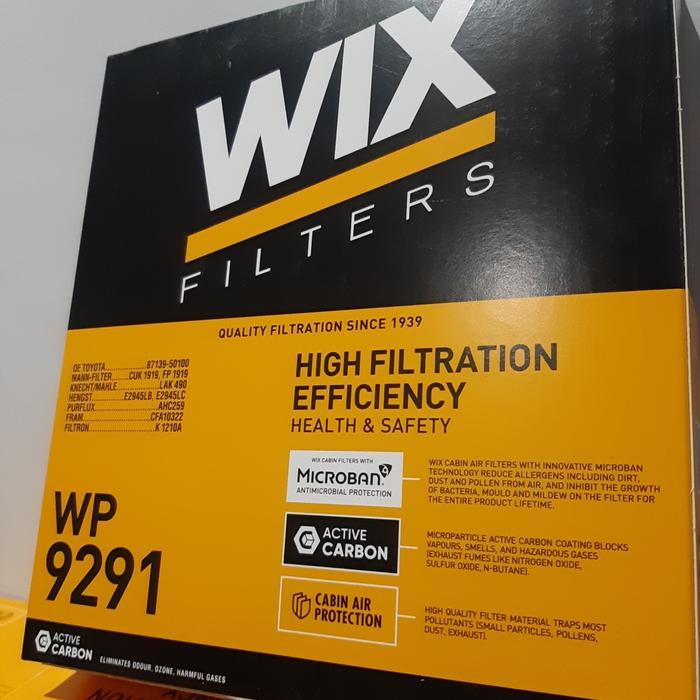 WIX
FILTERS
QUALITY FILTRATION SINCE 1939
OE TOYOTA..............87139-50100
MANN-FILTER......CUK 1919, FP 1919
KNECHT/MAHLE..................LAK 490
HENGST..............E2945LB, E2945LC
PURFLUX.........................AHC259
FRAM..........................CFA10322
FILTRON.........................K 1210A
HIGH FILTRATION
EFFICIENCY
HEALTH & SAFETY
WIX CABIN FILTERS WITH
MICROBAN®
ANTIMICROBIAL PROTECTION
WIX CABIN AIR FILTERS WITH INNOVATIVE MICROBAN
TECHNOLOGY REDUCE ALLERGENS INCLUDING DIRT,
DUST AND POLLEN FROM AIR, AND INHIBIT THE GROWTH
OF BACTERIA, MOULD AND MILDEW ON THE FILTER FOR
THE ENTIRE PRODUCT LIFETIME.
ACTIVE
CARBON
MICROPARTICLE ACTIVE CARBON COATING BLOCKS
VAPOURS, SMELLS, AND HAZARDOUS GASES
(EXHAUST FUMES LIKE NITROGEN OXIDE,
SULFUR OXIDE, N-BUTANE).
CABIN AIR
PROTECTION
HIGH QUALITY FILTER MATERIAL TRAPS MOST
POLLUTANTS (SMALL PARTICLES, POLLENS,
DUST, EXHAUST).
WP
9291
ACTIVE
CARBON
ELIMINATES ODOUR, OZONE, HARMFUL GASES